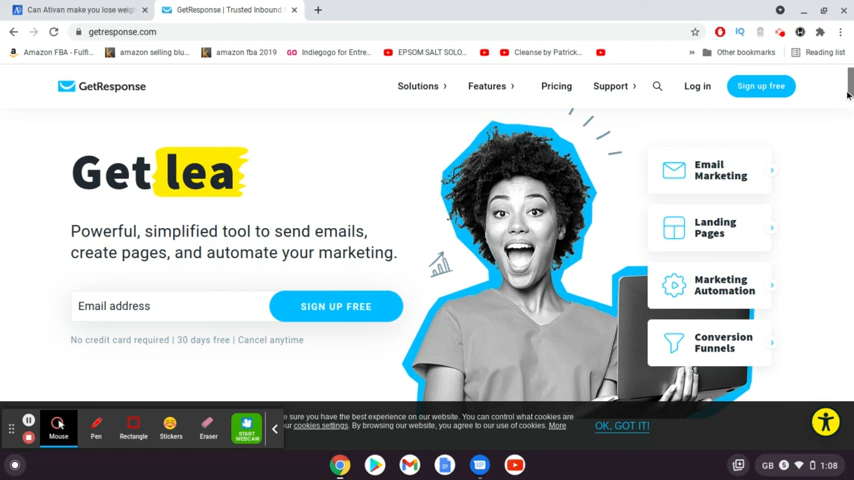 Can Ativan make you lose weigh
GetResponse | Trusted Inbound
getresponse.com
Amazon FBA - Fulfi...
amazon selling blu...
amazon fba 2019
GO Indiegogo for Entre...
EPSOM SALT SOLO...
Cleanse by Patrick...
»
Other bookmarks
Reading list
GetResponse
Solutions
Features
Pricing
Support
Log in
Sign up free
Get lea
Powerful, simplified tool to send emails,
create pages, and automate your marketing.
Email address
SIGN UP FREE
No credit card required | 30 days free | Cancel anytime
Email
Marketing
Landing
Pages
Marketing
Automation
Conversion
Funnels
e sure you have the best experience on our website. You can control what cookies are
ur cookies settings. By browsing our website, you agree to our use of cookies. More
OK, GOT IT!
Mouse
Pen
Rectangle
Stickers
Eraser
START
WEBCAM
GB
1:08